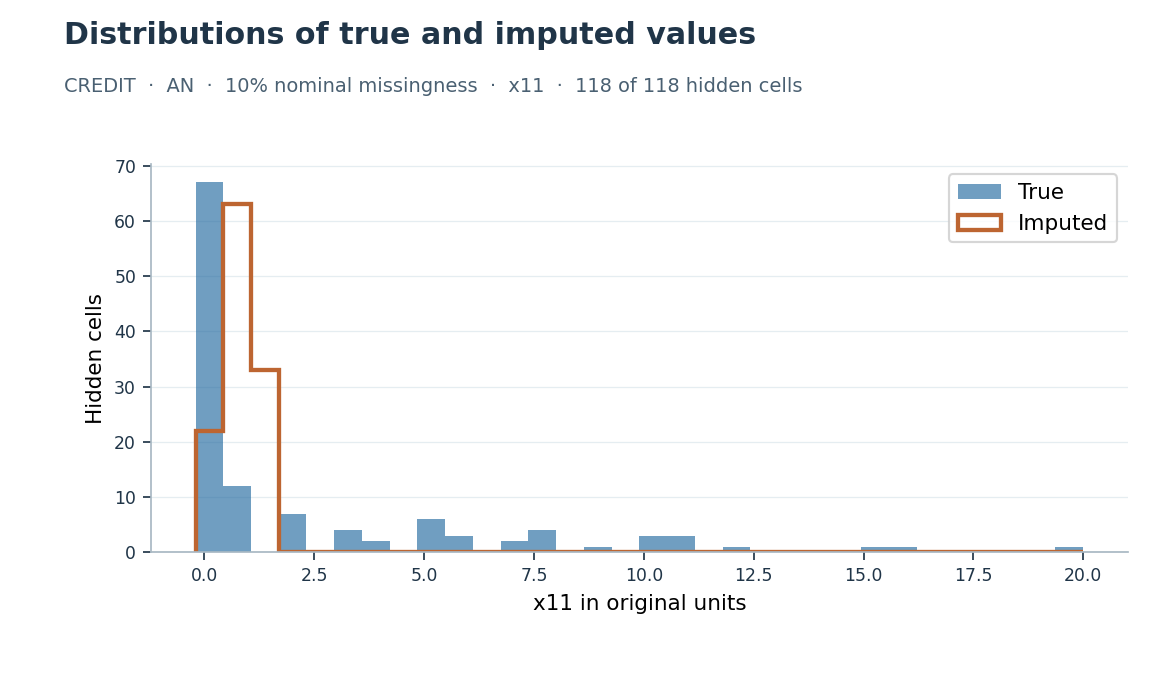 Distributions of true and imputed values
CREDIT · AN · 10% nominal missingness · x11 · 118 of 118 hidden cells
70
60
50
40
30
20
10
0
Hidden cells
True
Imputed
0.0 2.5 5.0 7.5 10.0 12.5 15.0 17.5 20.0
x11 in original units